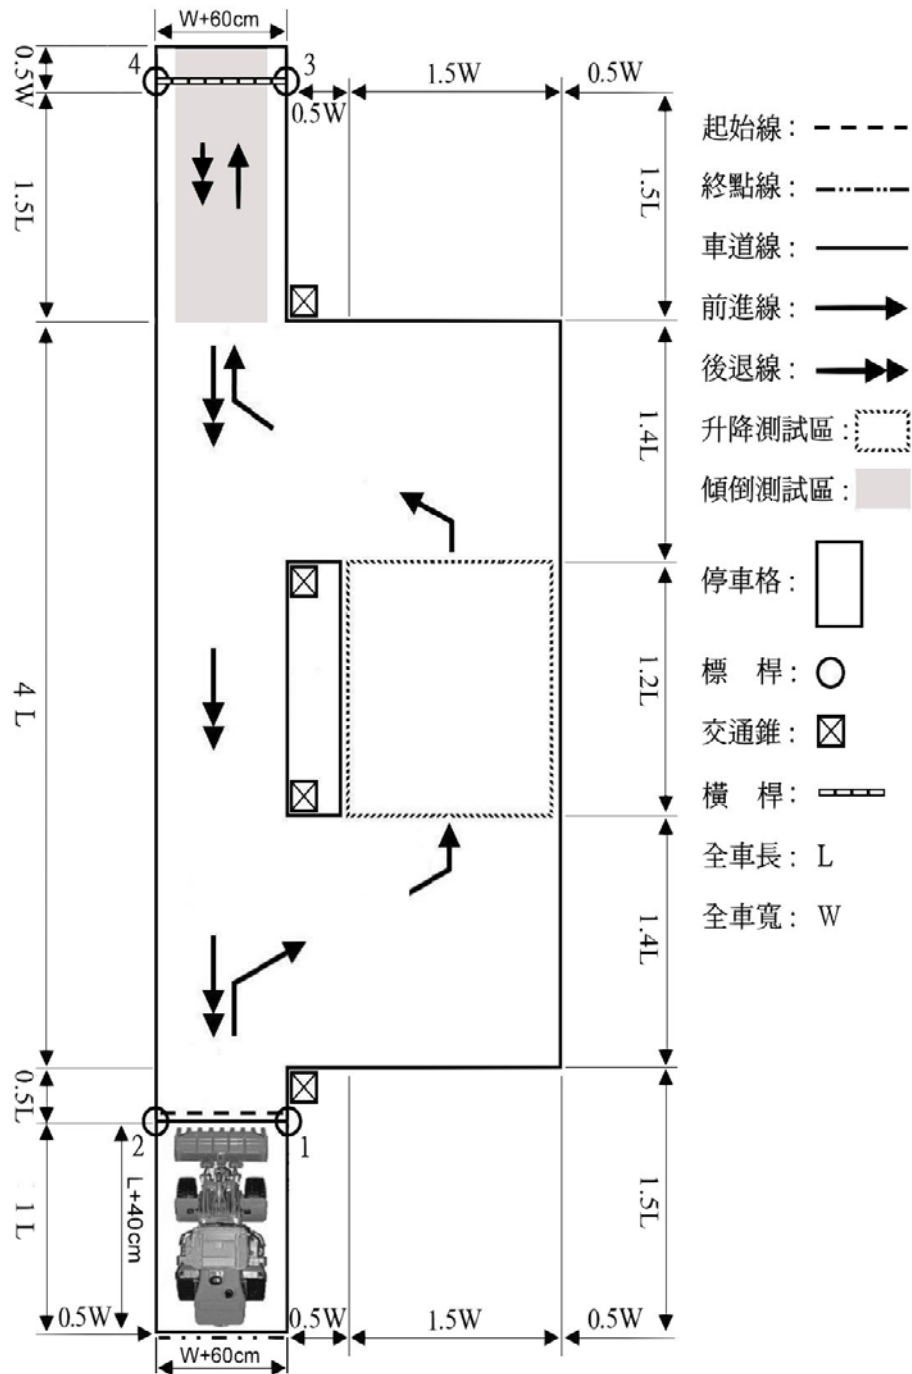 W+60cm
4
3
0.5W
1.5W
0.5W
0.5W
1.5L
1.5L
4 L
1.4L
1.2L
1.4L
0.5L
2
1
1 L
L+40cm
1.5L
0.5W
0.5W
1.5W
0.5W
W+60cm
起始線：
終點線：
車道線：
前進線：
後退線：
升降測試區：
傾倒測試區：
停車格：
標　桿：
交通錐：
橫　桿：
全車長： L
全車寬： W